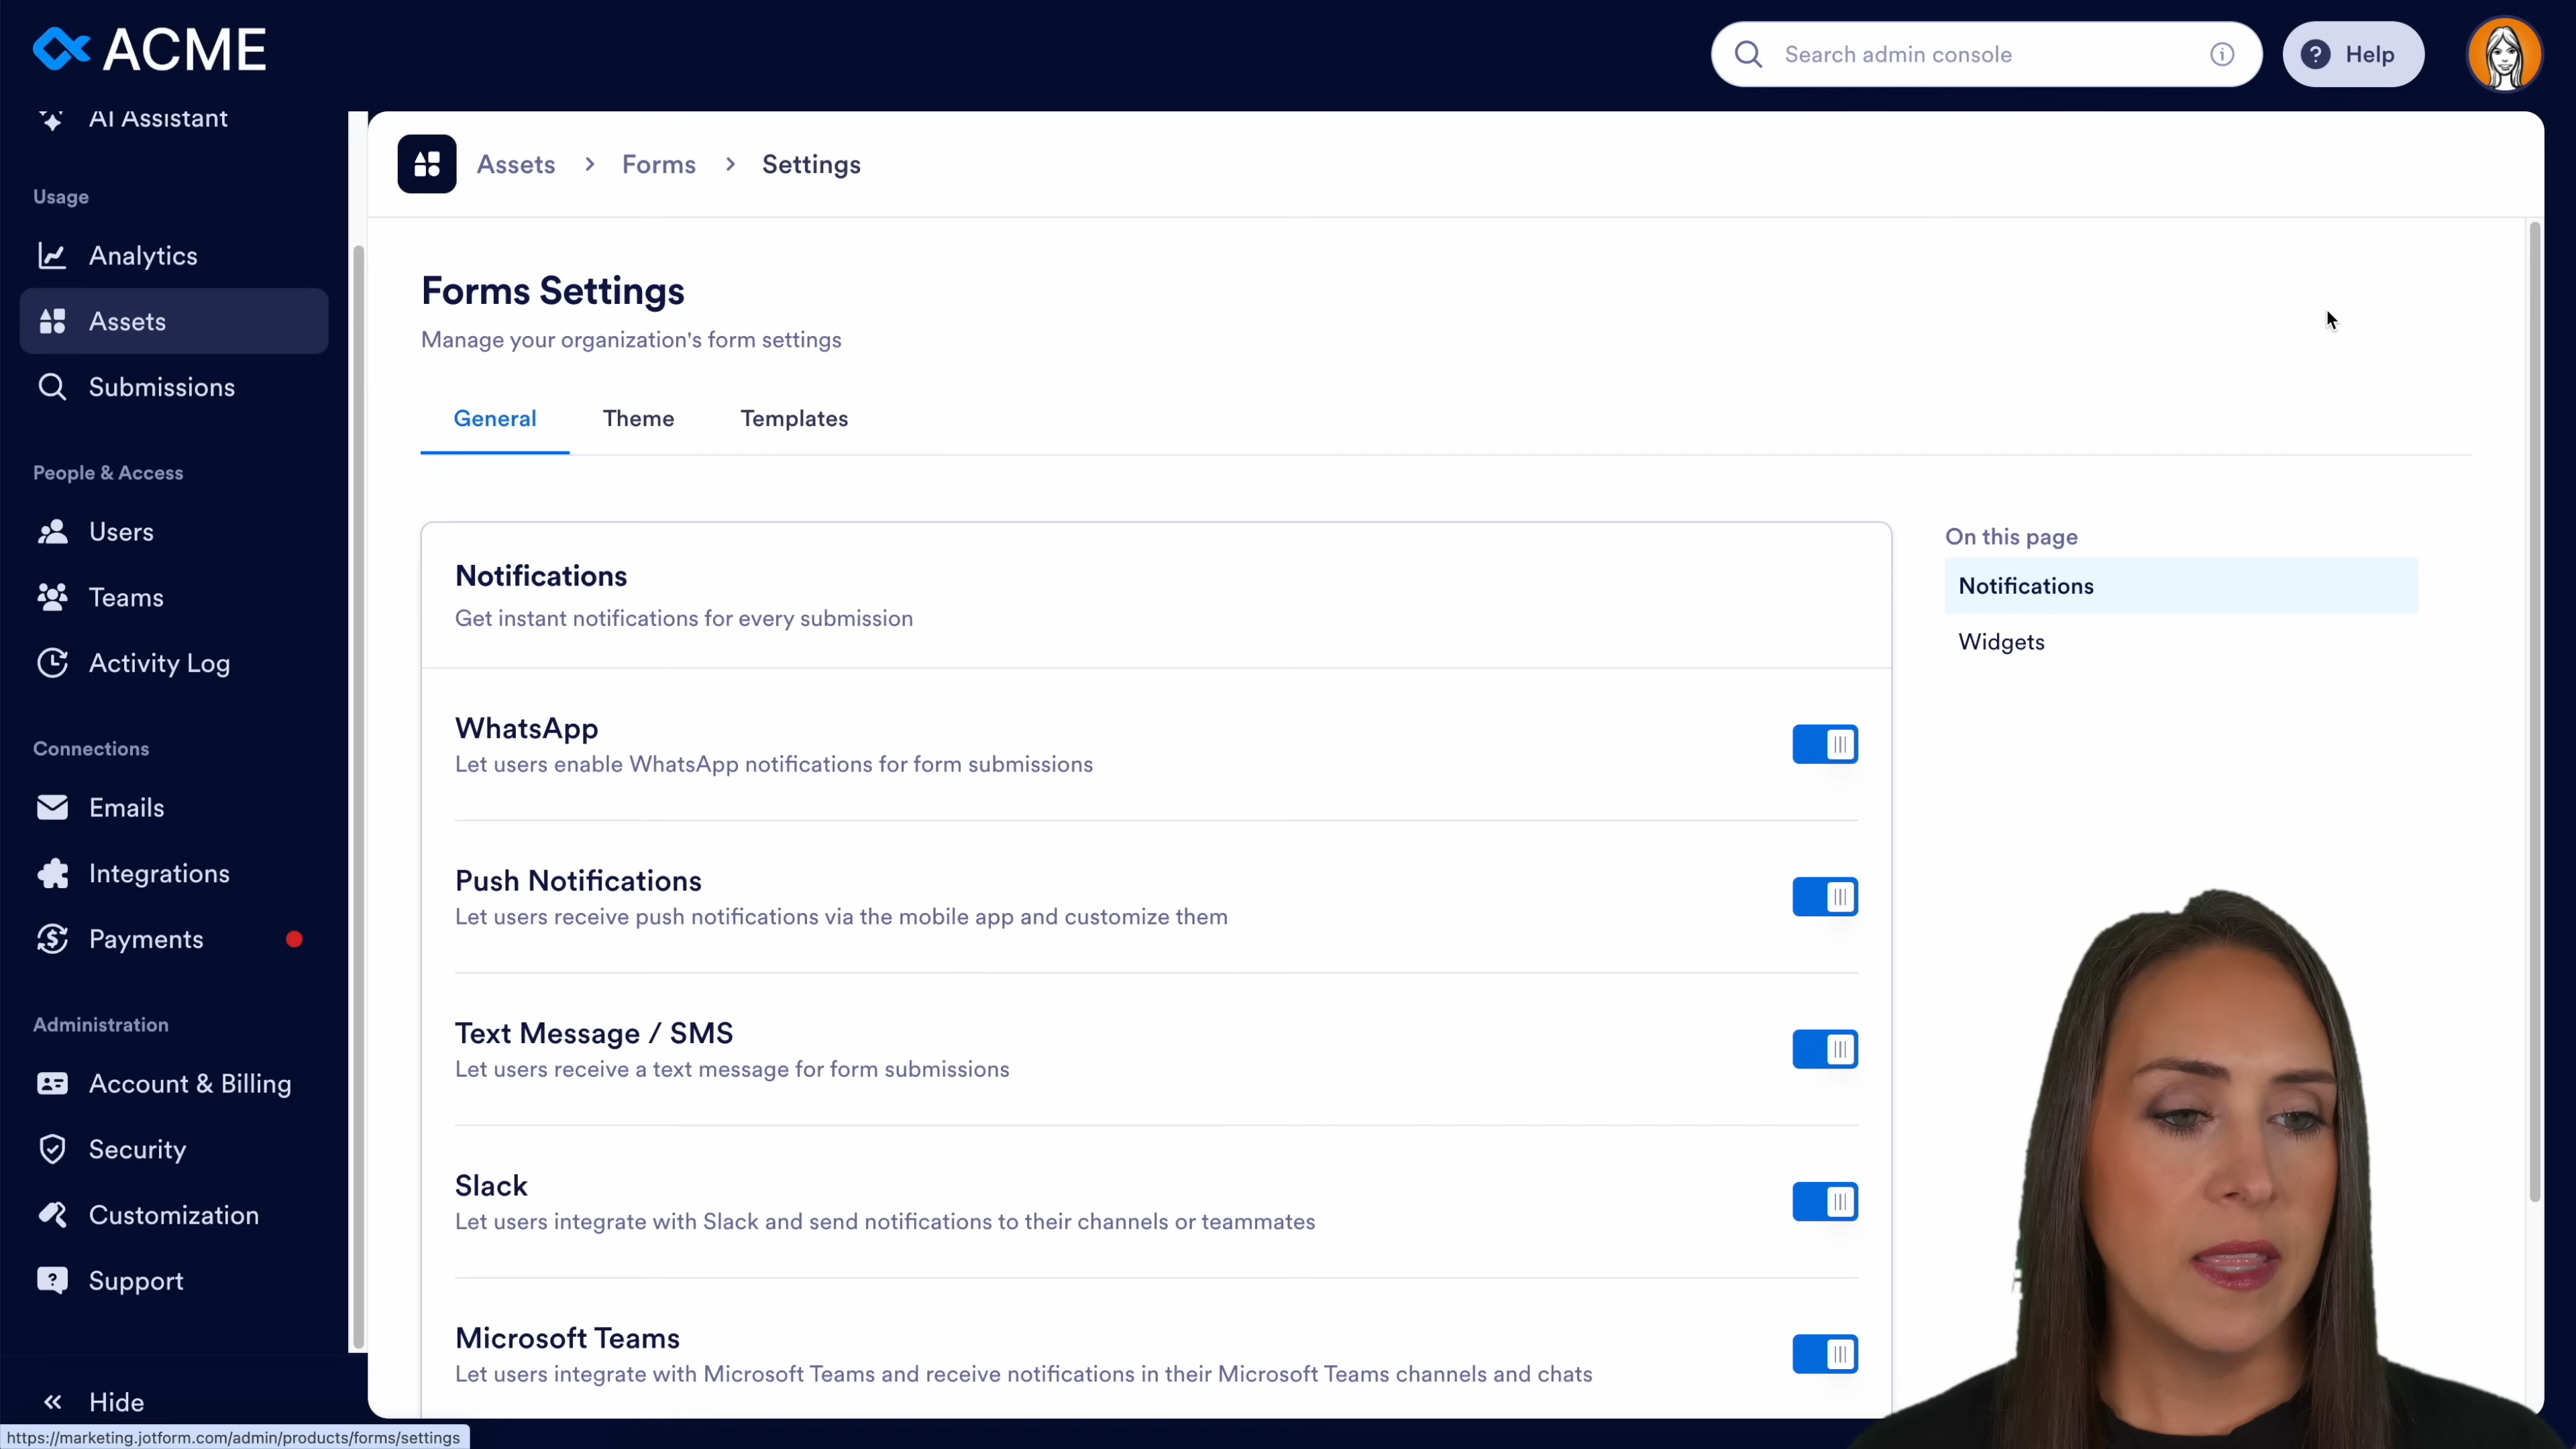 ACME
Search admin console
Help
AI Assistant
Usage
Analytics
Assets
Submissions
People & Access
Users
Teams
Activity Log
Connections
Emails
Integrations
Payments
Administration
Account & Billing
Security
Customization
Support
Hide
https://marketing.jotform.com/admin/products/forms/settings
Assets > Forms > Settings
Forms Settings
Manage your organization's form settings
General Theme Templates
Notifications
Get instant notifications for every submission
WhatsApp
Let users enable WhatsApp notifications for form submissions
Push Notifications
Let users receive push notifications via the mobile app and customize them
Text Message / SMS
Let users receive a text message for form submissions
Slack
Let users integrate with Slack and send notifications to their channels or teammates
Microsoft Teams
Let users integrate with Microsoft Teams and receive notifications in their Microsoft Teams channels and chats
On this page
Notifications
Widgets